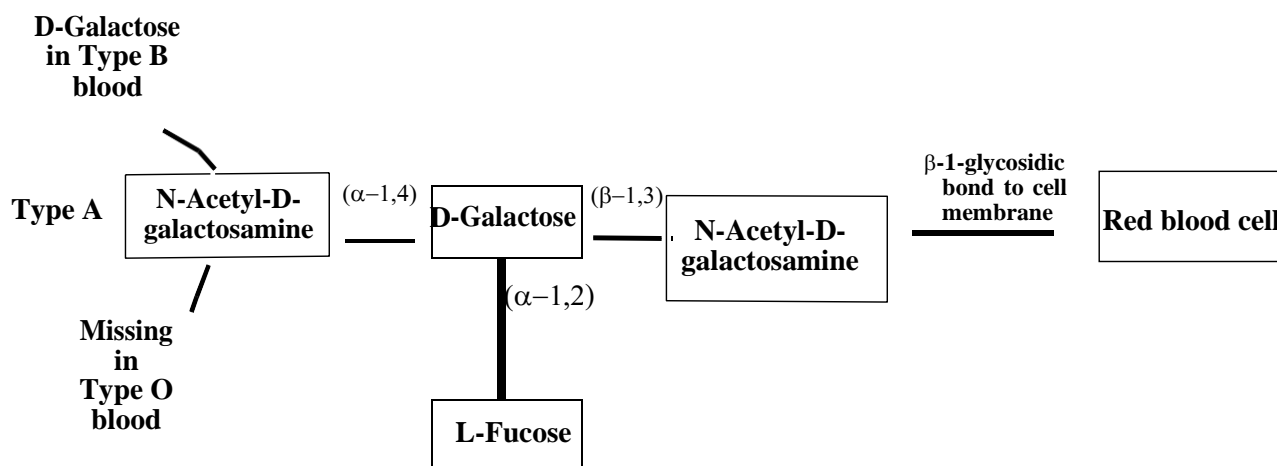 D-Galactose
in Type B
blood
Type A
N-Acetyl-D-
galactosamine
(α−1,4)
D-Galactose
(β−1,3)
N-Acetyl-D-
galactosamine
β-1-glycosidic
bond to cell
membrane
Red blood cell
(α−1,2)
Missing
in
Type O
blood
L-Fucose